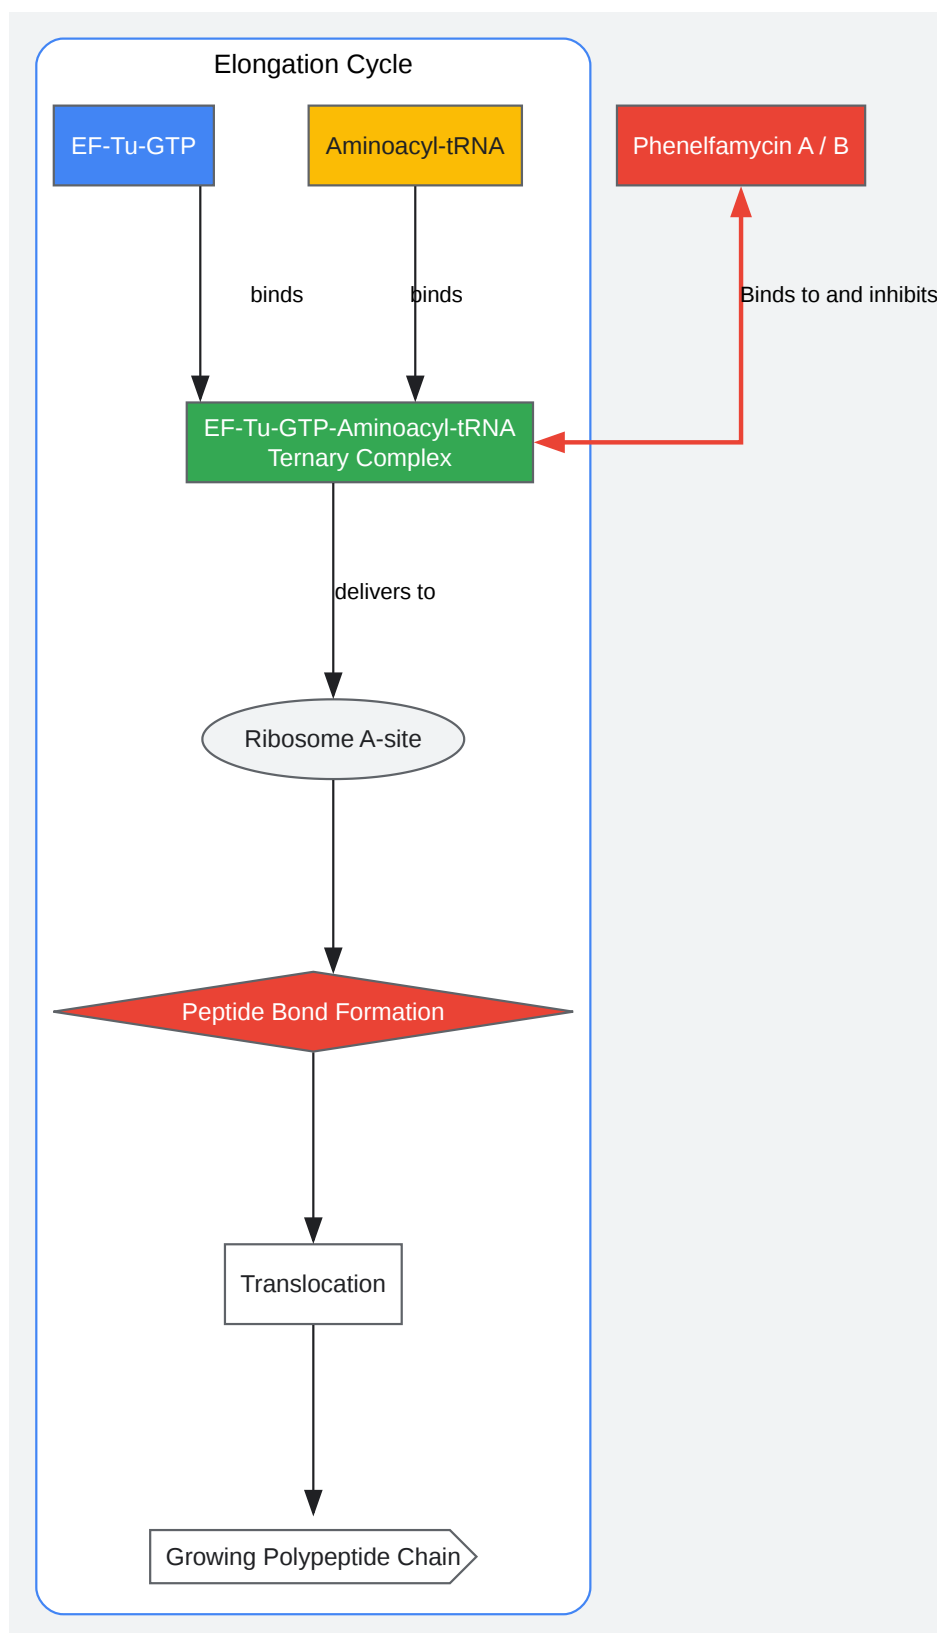 Elongation Cycle
EF-Tu-GTP
Aminoacyl-tRNA
Phenelfamycin A / B
binds
binds
Binds to and inhibits
EF-Tu-GTP-Aminoacyl-tRNA
Ternary Complex
delivers to
Ribosome A-site
Peptide Bond Formation
Translocation
Growing Polypeptide Chain